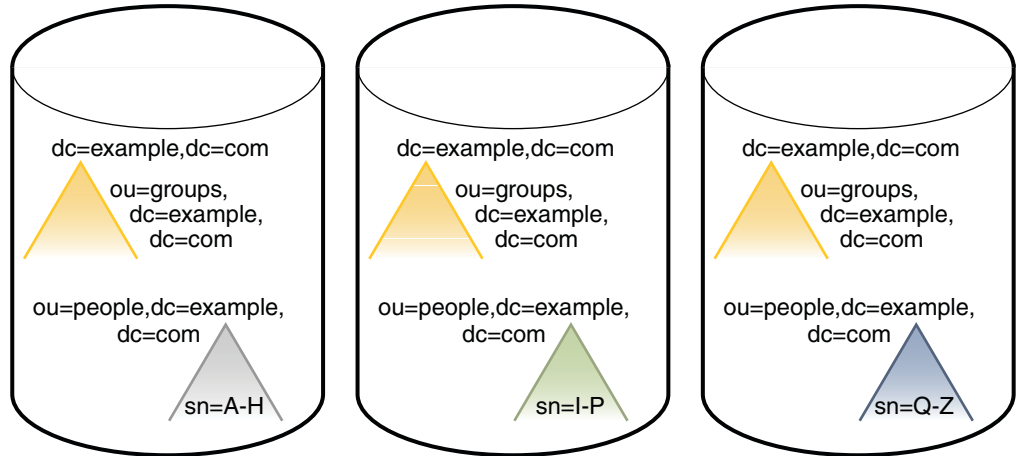 dc=example,dc=com
ou=groups,
dc=example,
dc=com
ou=people,dc=example,
dc=com
sn=A-H
dc=example,dc=com
ou=groups,
dc=example,
dc=com
ou=people,dc=example,
dc=com
sn=I-P
dc=example,dc=com
ou=groups,
dc=example,
dc=com
ou=people,dc=example,
dc=com
sn=Q-Z